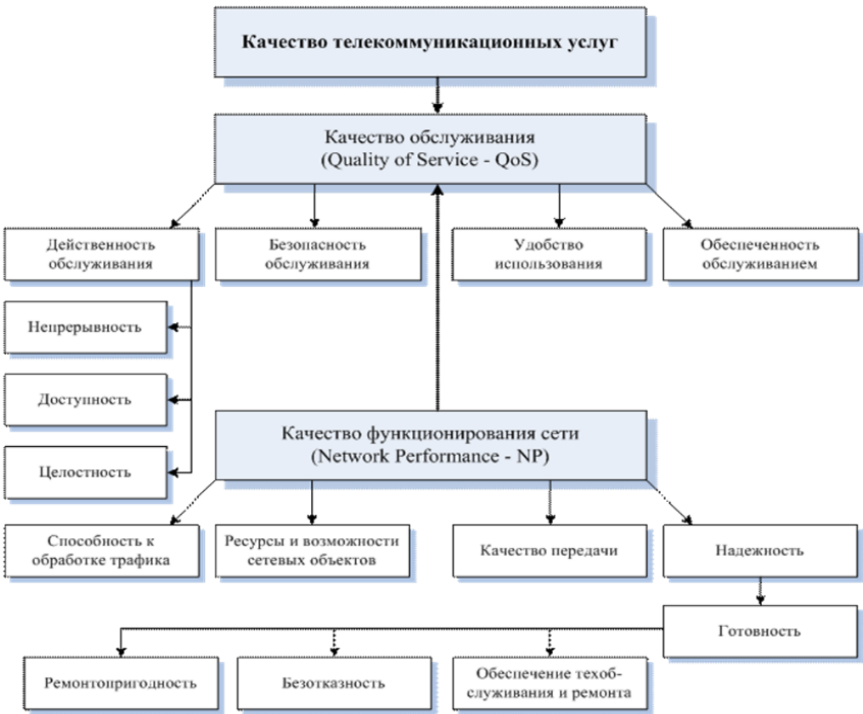 Качество телекоммуникационных услуг
Качество обслуживания
(Quality of Service - QoS)
Действенность
обслуживания
Безопасность
обслуживания
Удобство
использования
Обеспеченность
обслуживанием
Непрерывность
Доступность
Целостность
Качество функционирования сети
(Network Performance - NP)
Способность к
обработке трафика
Ресурсы и возможности
сетевых объектов
Качество передачи
Надежность
Готовность
Ремонтопригодность
Безотказность
Обеспечение техоб-
служивания и ремонта